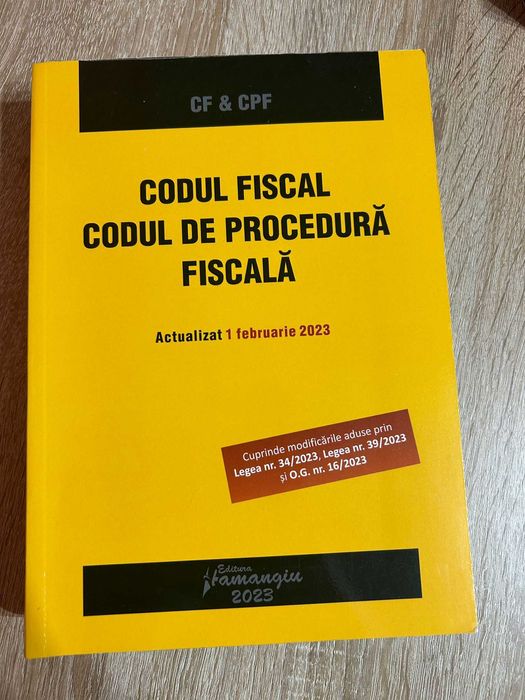 CF & CPF
CODUL FISCAL
CODUL DE PROCEDURĂ
FISCALĂ
Actualizat 1 februarie 2023
Cuprinde modificările aduse prin
Legea nr. 34/2023, Legea nr. 39/2023
și O.G. nr. 16/2023
Editura
Hamangiu
2023